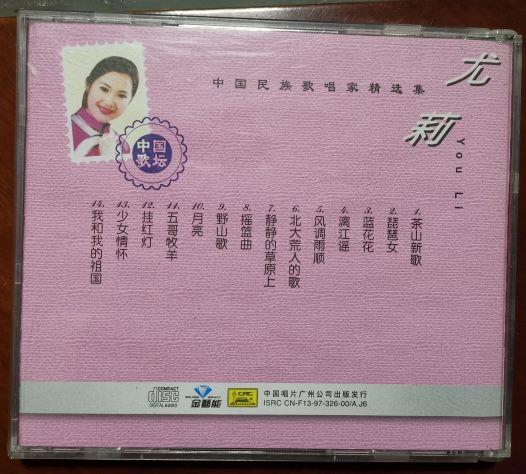 中国民族歌唱家精选集
尤莉
You Li
中国
歌坛
1.茶山新歌
2.琵琶女
3.蓝花花
4.漓江谣
5.风调雨顺
6.北大荒人的歌
7.静静的草原上
8.摇篮曲
9.野山歌
10.月亮
11.五哥牧羊
12.挂红灯
13.少女情怀
14.我和我的祖国
COMPACT
disc
DIGITAL AUDIO
金艺能
CRC
中国唱片广州公司出版发行
ISRC CN-F13-97-326-00/A.J6